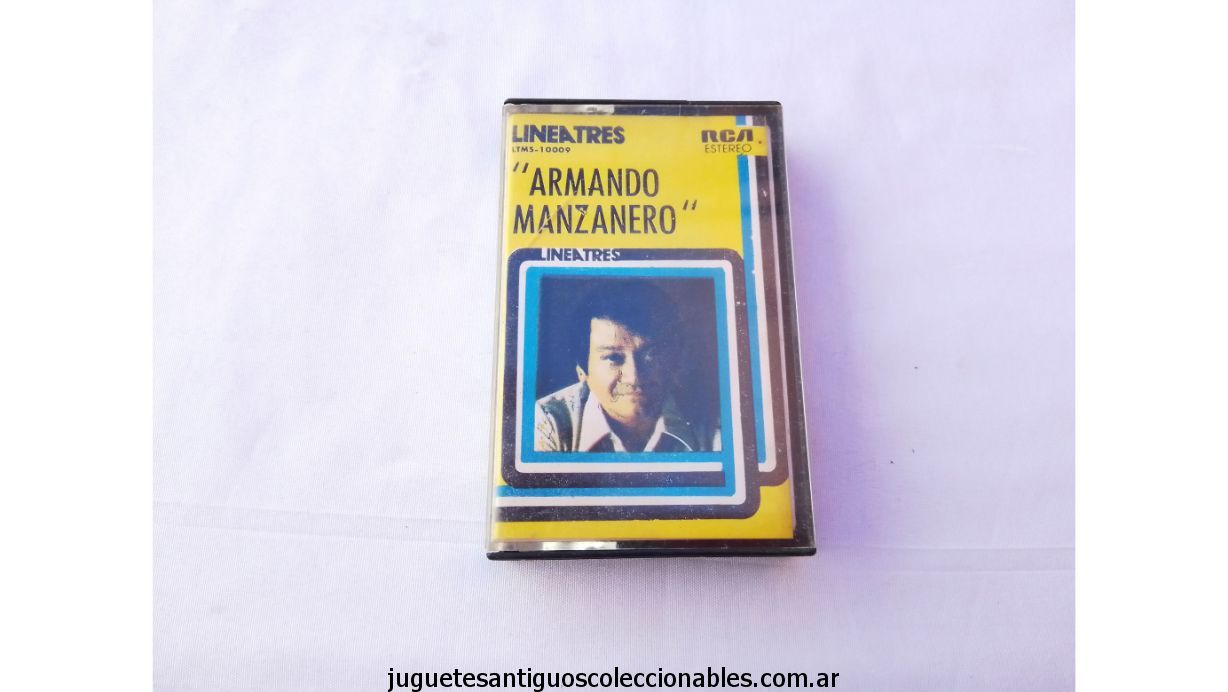 LINEATRES
RCA
LTMS-10009
ESTEREO
"ARMANDO
MANZANERO"
LINEATRES
juguetesantiguoscoleccionables.com.ar